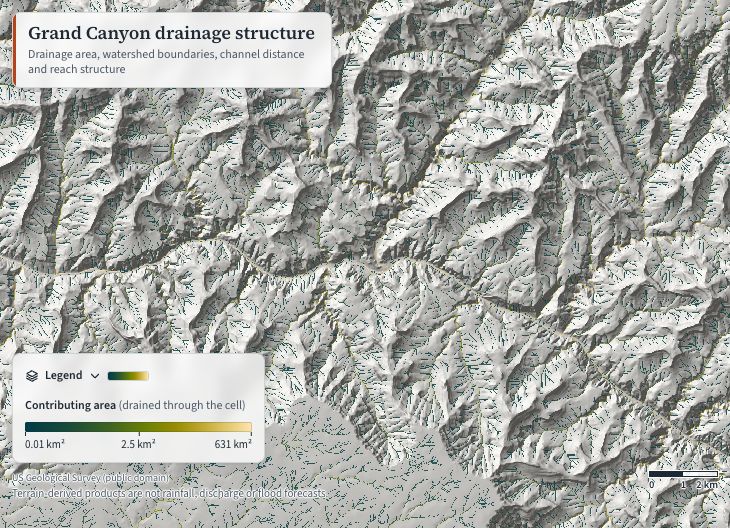 Grand Canyon drainage structure
Drainage area, watershed boundaries, channel distance
and reach structure
Legend
Contributing area (drained through the cell)
0.01 km² 2.5 km² 631 km²
US Geological Survey (public domain)
Terrain-derived products are not rainfall, discharge or flood forecasts.
0 1 2 km